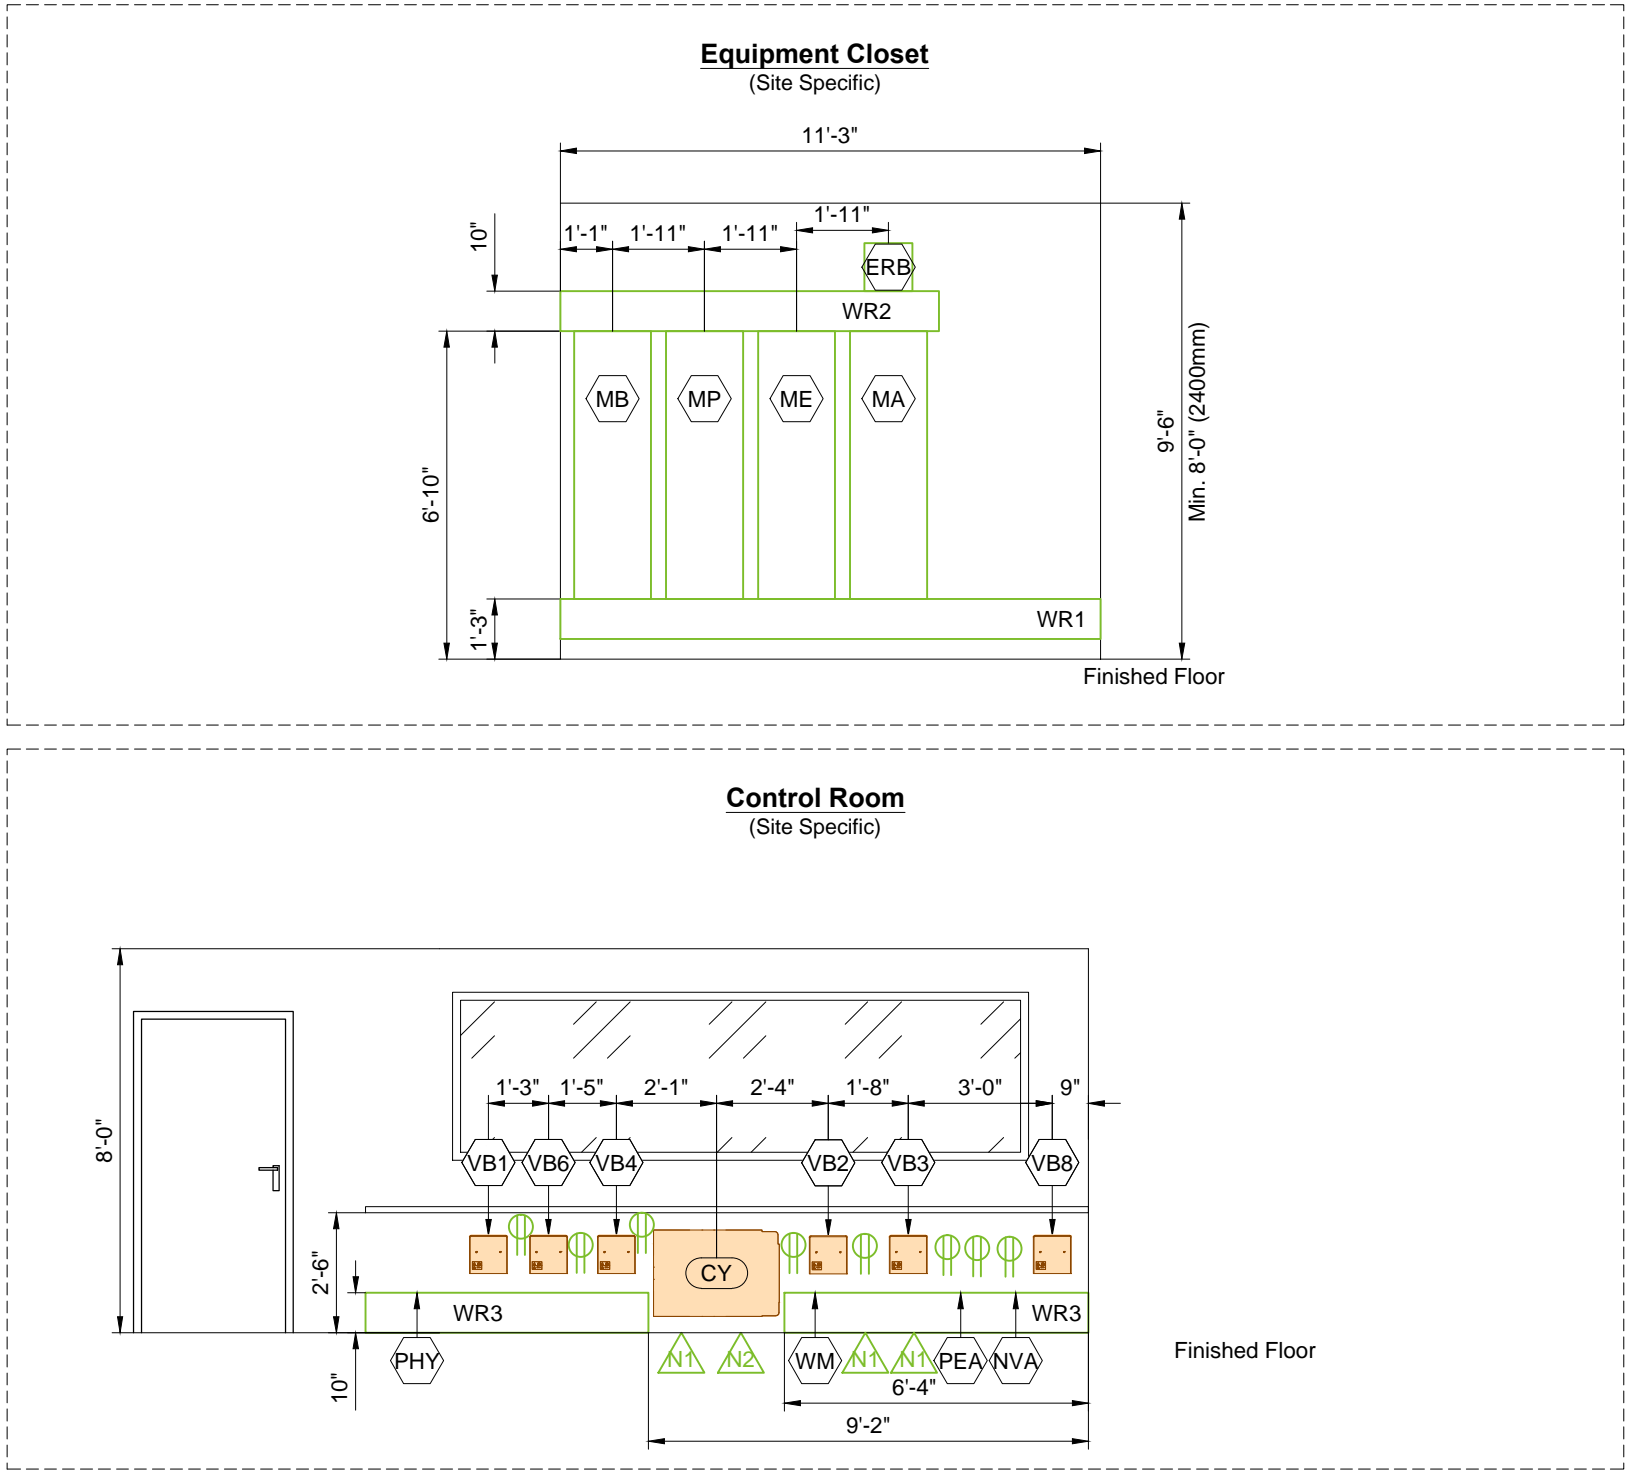 Equipment Closet
(Site Specific)
11'-3"
1'-11"
10"
1'-1"
1'-11"
1'-11"
ERB
WR2
MB
MP
ME
MA
6'-10"
9'-6"
Min. 8'-0" (2400mm)
1'-3"
WR1
Finished Floor
Control Room
(Site Specific)
8'-0"
1'-3"
1'-5"
2'-1"
2'-4"
1'-8"
3'-0"
9"
VB1
VB6
VB4
VB2
VB3
VB8
2'-6"
CY
WR3
WR3
10"
PHY
N1
N2
WM
N1
N1
PEA
NVA
Finished Floor
6'-4"
9'-2"